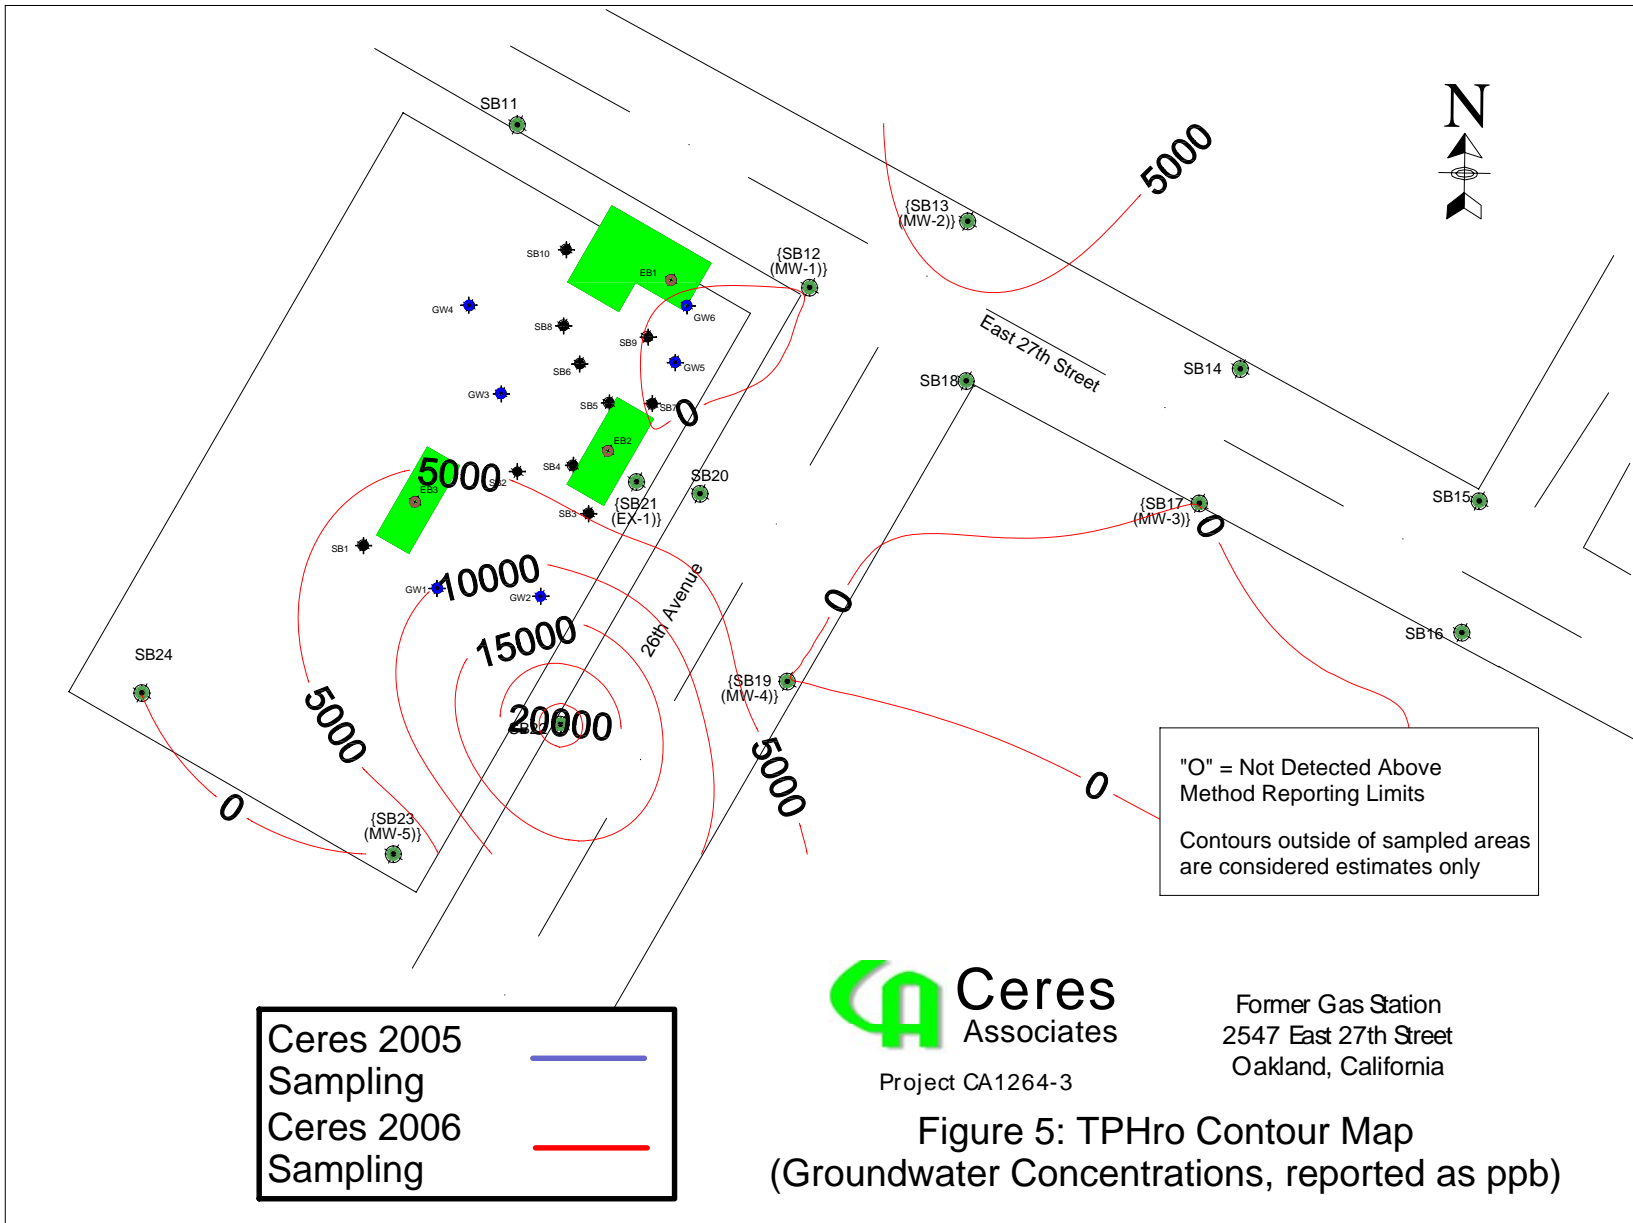 SB11
5000
N
{SB13
(MW-2)}
{SB12
(MW-1)}
SB10
EB1
GW4
GW6
SB8
SB9
East 27th Street
SB6
GW5
SB14
SB18
GW3
SB5
SB7
0
EB2
5000
SB4
SB2
SB20
{SB21
(EX-1)}
EB3
SB3
{SB17
(MW-3)}
0
SB15
SB1
10000
GW1
GW2
26th Avenue
0
15000
SB16
SB24
{SB19
(MW-4)}
5000
20000
SB22
5000
0
0
{SB23
(MW-5)}
"O" = Not Detected Above
Method Reporting Limits
Contours outside of sampled areas
are considered estimates only
Ceres 2005
Sampling
Ceres 2006
Sampling
CA
Ceres
Associates
Project CA1264-3
Former Gas Station
2547 East 27th Street
Oakland, California
Figure 5: TPHro Contour Map
(Groundwater Concentrations, reported as ppb)